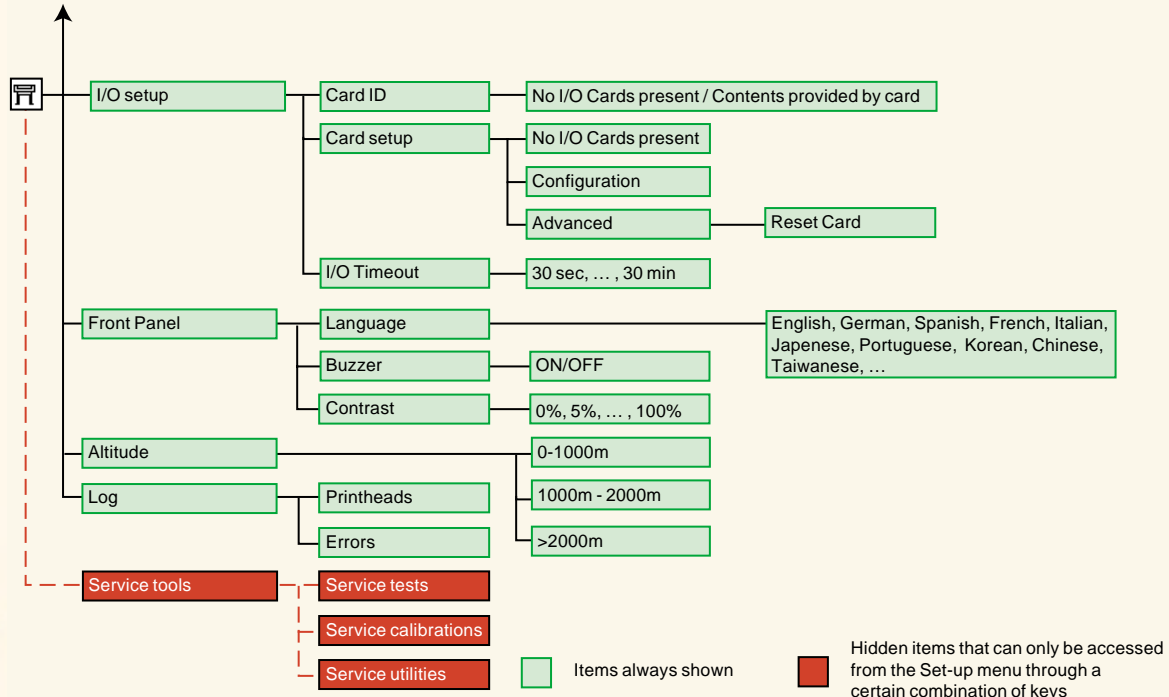 I/O setup
Card ID
No I/O Cards present / Contents provided by card
Card setup
No I/O Cards present
Configuration
Advanced
Reset Card
I/O Timeout
30 sec, … , 30 min
Front Panel
Language
English, German, Spanish, French, Italian,
Japenese, Portuguese, Korean, Chinese,
Taiwanese, …
Buzzer
ON/OFF
Contrast
0%, 5%, … , 100%
Altitude
0-1000m
1000m - 2000m
>2000m
Log
Printheads
Errors
Service tools
Service tests
Service calibrations
Service utilities
Items always shown
Hidden items that can only be accessed
from the Set-up menu through a
certain combination of keys